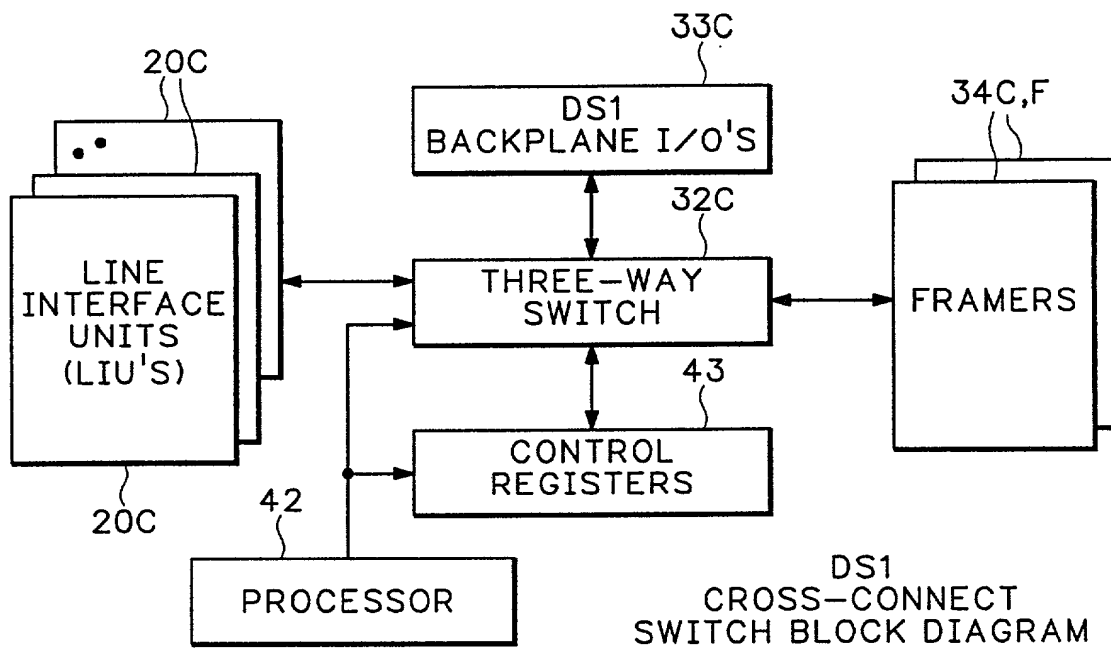 33C
20C
34C,F
DS1
BACKPLANE I/O'S
32C
LINE
INTERFACE
UNITS
(LIU'S)
THREE-WAY
SWITCH
FRAMERS
43
CONTROL
REGISTERS
20C
42
PROCESSOR
DS1
CROSS-CONNECT
SWITCH BLOCK DIAGRAM